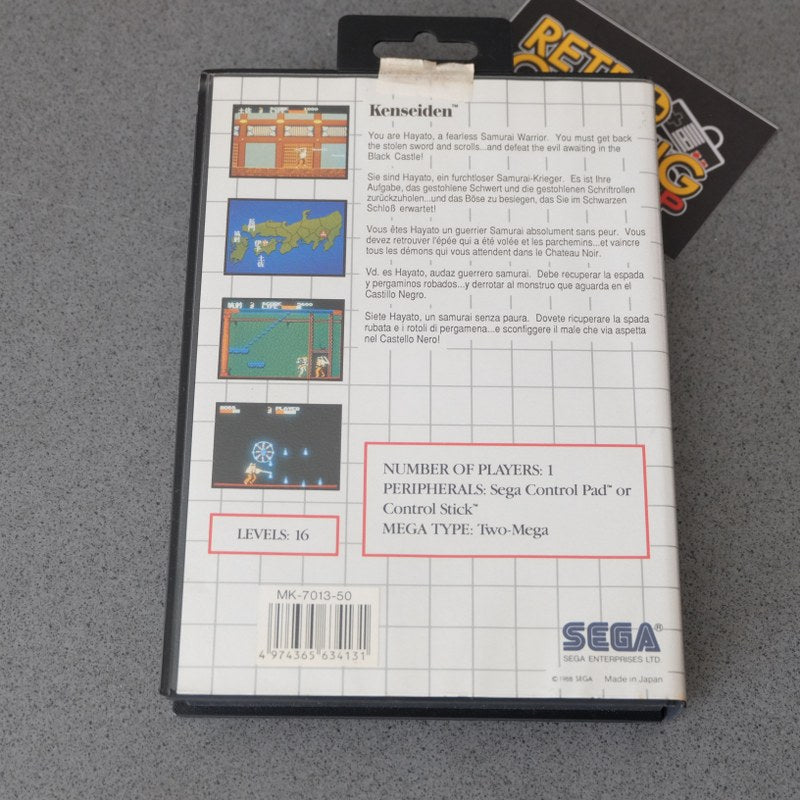 Kenseiden™
You are Hayato, a fearless Samurai Warrior. You must get back
the stolen sword and scrolls...and defeat the evil awaiting in the
Black Castle!
Sie sind Hayato, ein furchtloser Samurai-Krieger. Es ist Ihre
Aufgabe, das gestohlene Schwert und die gestohlenen Schriftrollen
zurückzuholen...und das Böse zu besiegen, das Sie im Schwarzen
Schloß erwartet!
Vous êtes Hayato un guerrier Samurai absolument sans peur. Vous
devez retrouver l'épée qui a été volée et les parchemins...et vaincre
tous les démons qui vous attendent dans le Chateau Noir.
Vd. es Hayato, audaz guerrero samurai. Debe recuperar la espada
y pergaminos robados...y derrotar al monstruo que aguarda en el
Castillo Negro.
Siete Hayato, un samurai senza paura. Dovete ricuperare la spada
rubata e i rotoli di pergamena...e sconfiggere il male che via aspetta
nel Castello Nero!
NUMBER OF PLAYERS: 1
PERIPHERALS: Sega Control Pad™ or
Control Stick™
MEGA TYPE: Two-Mega
LEVELS: 16
MK-7013-50
4 974365 634131
SEGA®
SEGA ENTERPRISES LTD.
© 1988 SEGA Made in Japan
RETRO